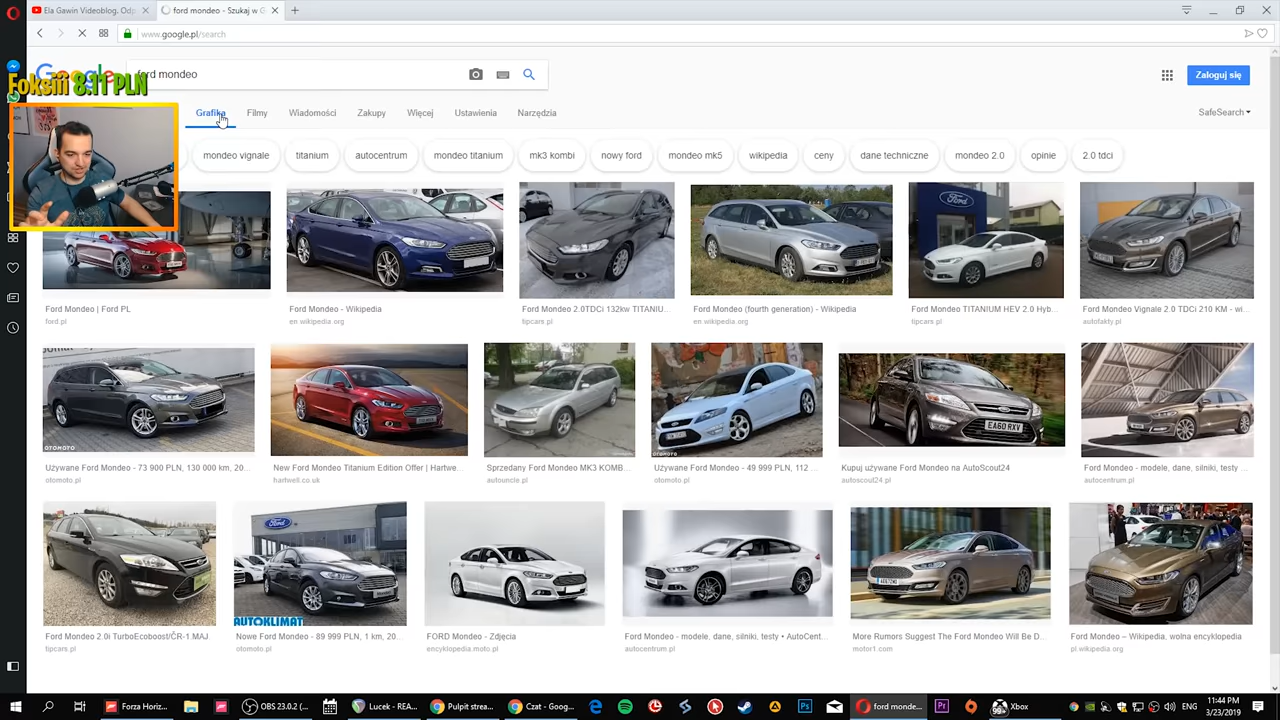 Ela Gawin Videoblog. Odp
ford mondeo - Szukaj w G
www.google.pl/search
Google
ford mondeo
Zaloguj się
Foksiii 8.11 PLN
Grafika
Filmy
Wiadomości
Zakupy
Więcej
Ustawienia
Narzędzia
SafeSearch
mondeo vignale
titanium
autocentrum
mondeo titanium
mk3 kombi
nowy ford
mondeo mk5
wikipedia
ceny
dane techniczne
mondeo 2.0
opinie
2.0 tdci
Ford Mondeo | Ford PL
ford.pl
Ford Mondeo - Wikipedia
en.wikipedia.org
Ford Mondeo 2.0TDCi 132kw TITANIU...
tipcars.pl
Ford Mondeo (fourth generation) - Wikipedia
en.wikipedia.org
Ford Mondeo TITANIUM HEV 2.0 Hyb...
tipcars.pl
Ford Mondeo Vignale 2.0 TDCi 210 KM - wi...
autofakty.pl
OTOMOTO
EA60 RXV
Używane Ford Mondeo - 73 900 PLN, 130 000 km, 20...
otomoto.pl
New Ford Mondeo Titanium Edition Offer | Hartwe...
hartwell.co.uk
Sprzedany Ford Mondeo MK3 KOMB...
autouncle.pl
Używane Ford Mondeo - 49 999 PLN, 112 ...
otomoto.pl
Kupuj używane Ford Mondeo na AutoScout24
autoscout24.pl
Ford Mondeo - modele, dane, silniki, testy ...
autocentrum.pl
Ford
AUTOKLIMAT
Ford Mondeo 2.0i TurboEcoboost/ČR-1.MAJ.
tipcars.pl
Nowe Ford Mondeo - 89 999 PLN, 1 km, 20...
otomoto.pl
FORD Mondeo - Zdjęcia
encyklopedia.moto.pl
Ford Mondeo - modele, dane, silniki, testy • AutoCent...
autocentrum.pl
More Rumors Suggest The Ford Mondeo Will Be D...
motor1.com
Ford Mondeo – Wikipedia, wolna encyklopedia
pl.wikipedia.org
Forza Horiz...
OBS 23.0.2 (...
Lucek - REA...
Pulpit strea...
Czat - Goog...
ford monde...
Xbox
11:44 PM
3/23/2019